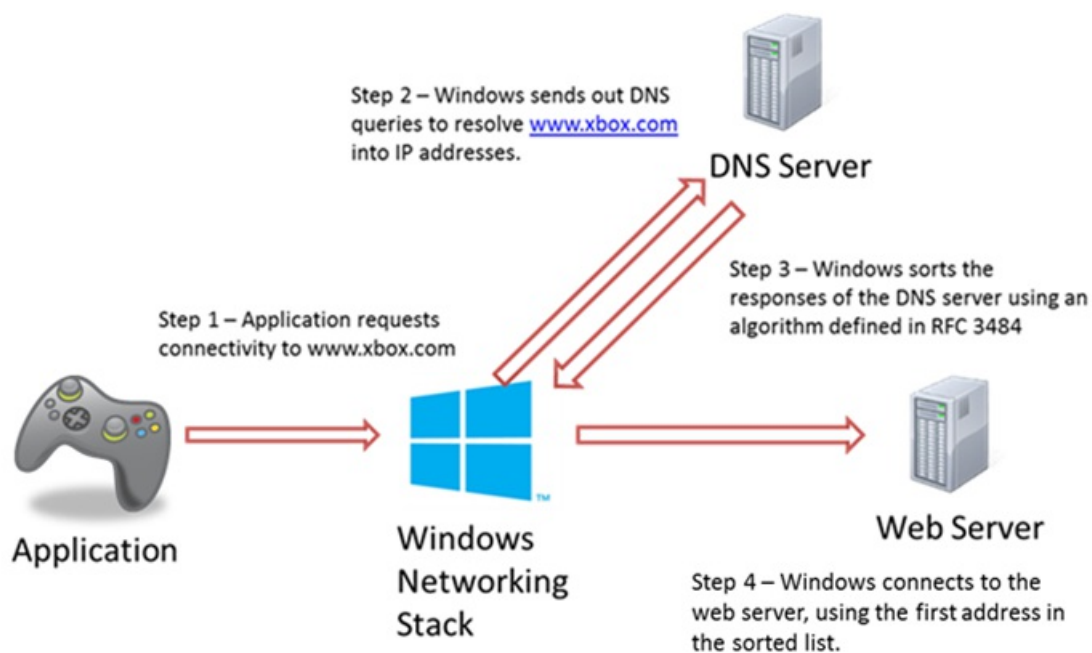 Step 2 – Windows sends out DNS
queries to resolve www.xbox.com
into IP addresses.
DNS Server
Step 3 – Windows sorts the
responses of the DNS server using an
algorithm defined in RFC 3484
Step 1 – Application requests
connectivity to www.xbox.com
TM
Application
Windows
Networking
Stack
Web Server
Step 4 – Windows connects to the
web server, using the first address in
the sorted list.